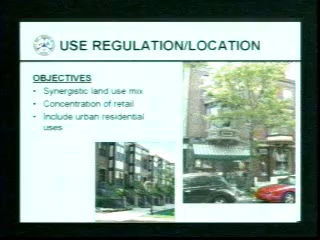 USE REGULATION/LOCATION
OBJECTIVES
• Synergistic land use mix
• Concentration of retail
• Include urban residential
uses